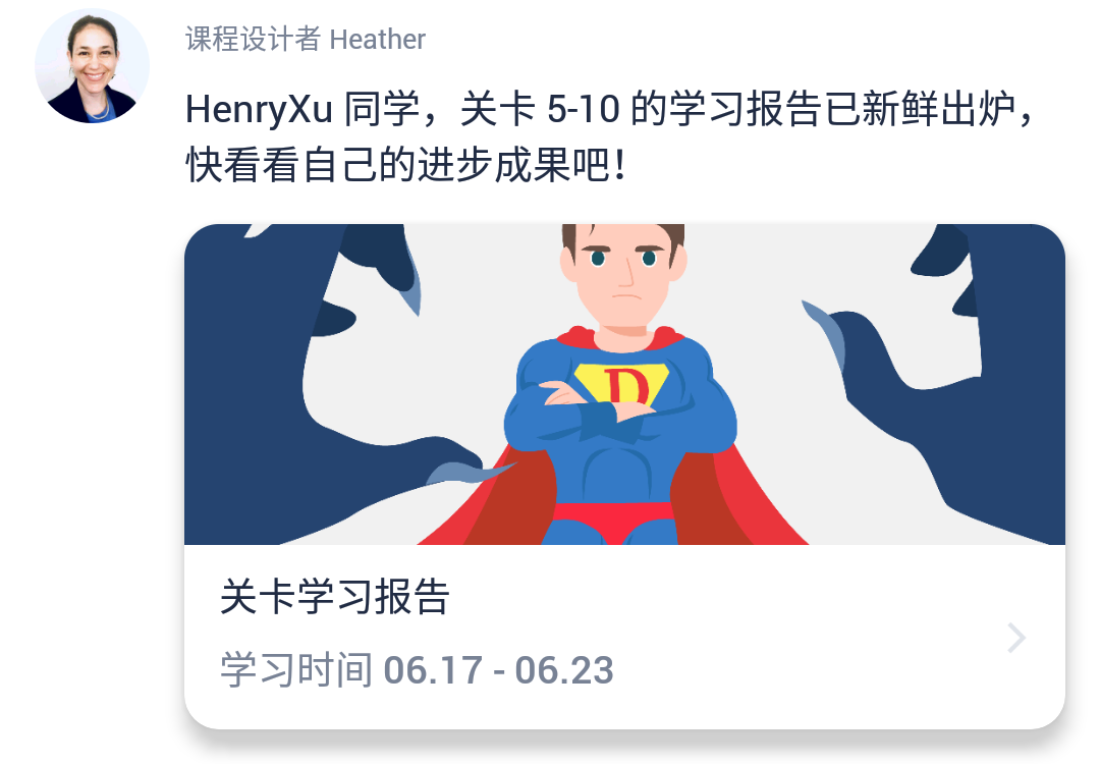 课程设计者 Heather
HenryXu 同学，关卡 5-10 的学习报告已新鲜出炉，
快看看自己的进步成果吧！
D
关卡学习报告
学习时间 06.17 - 06.23